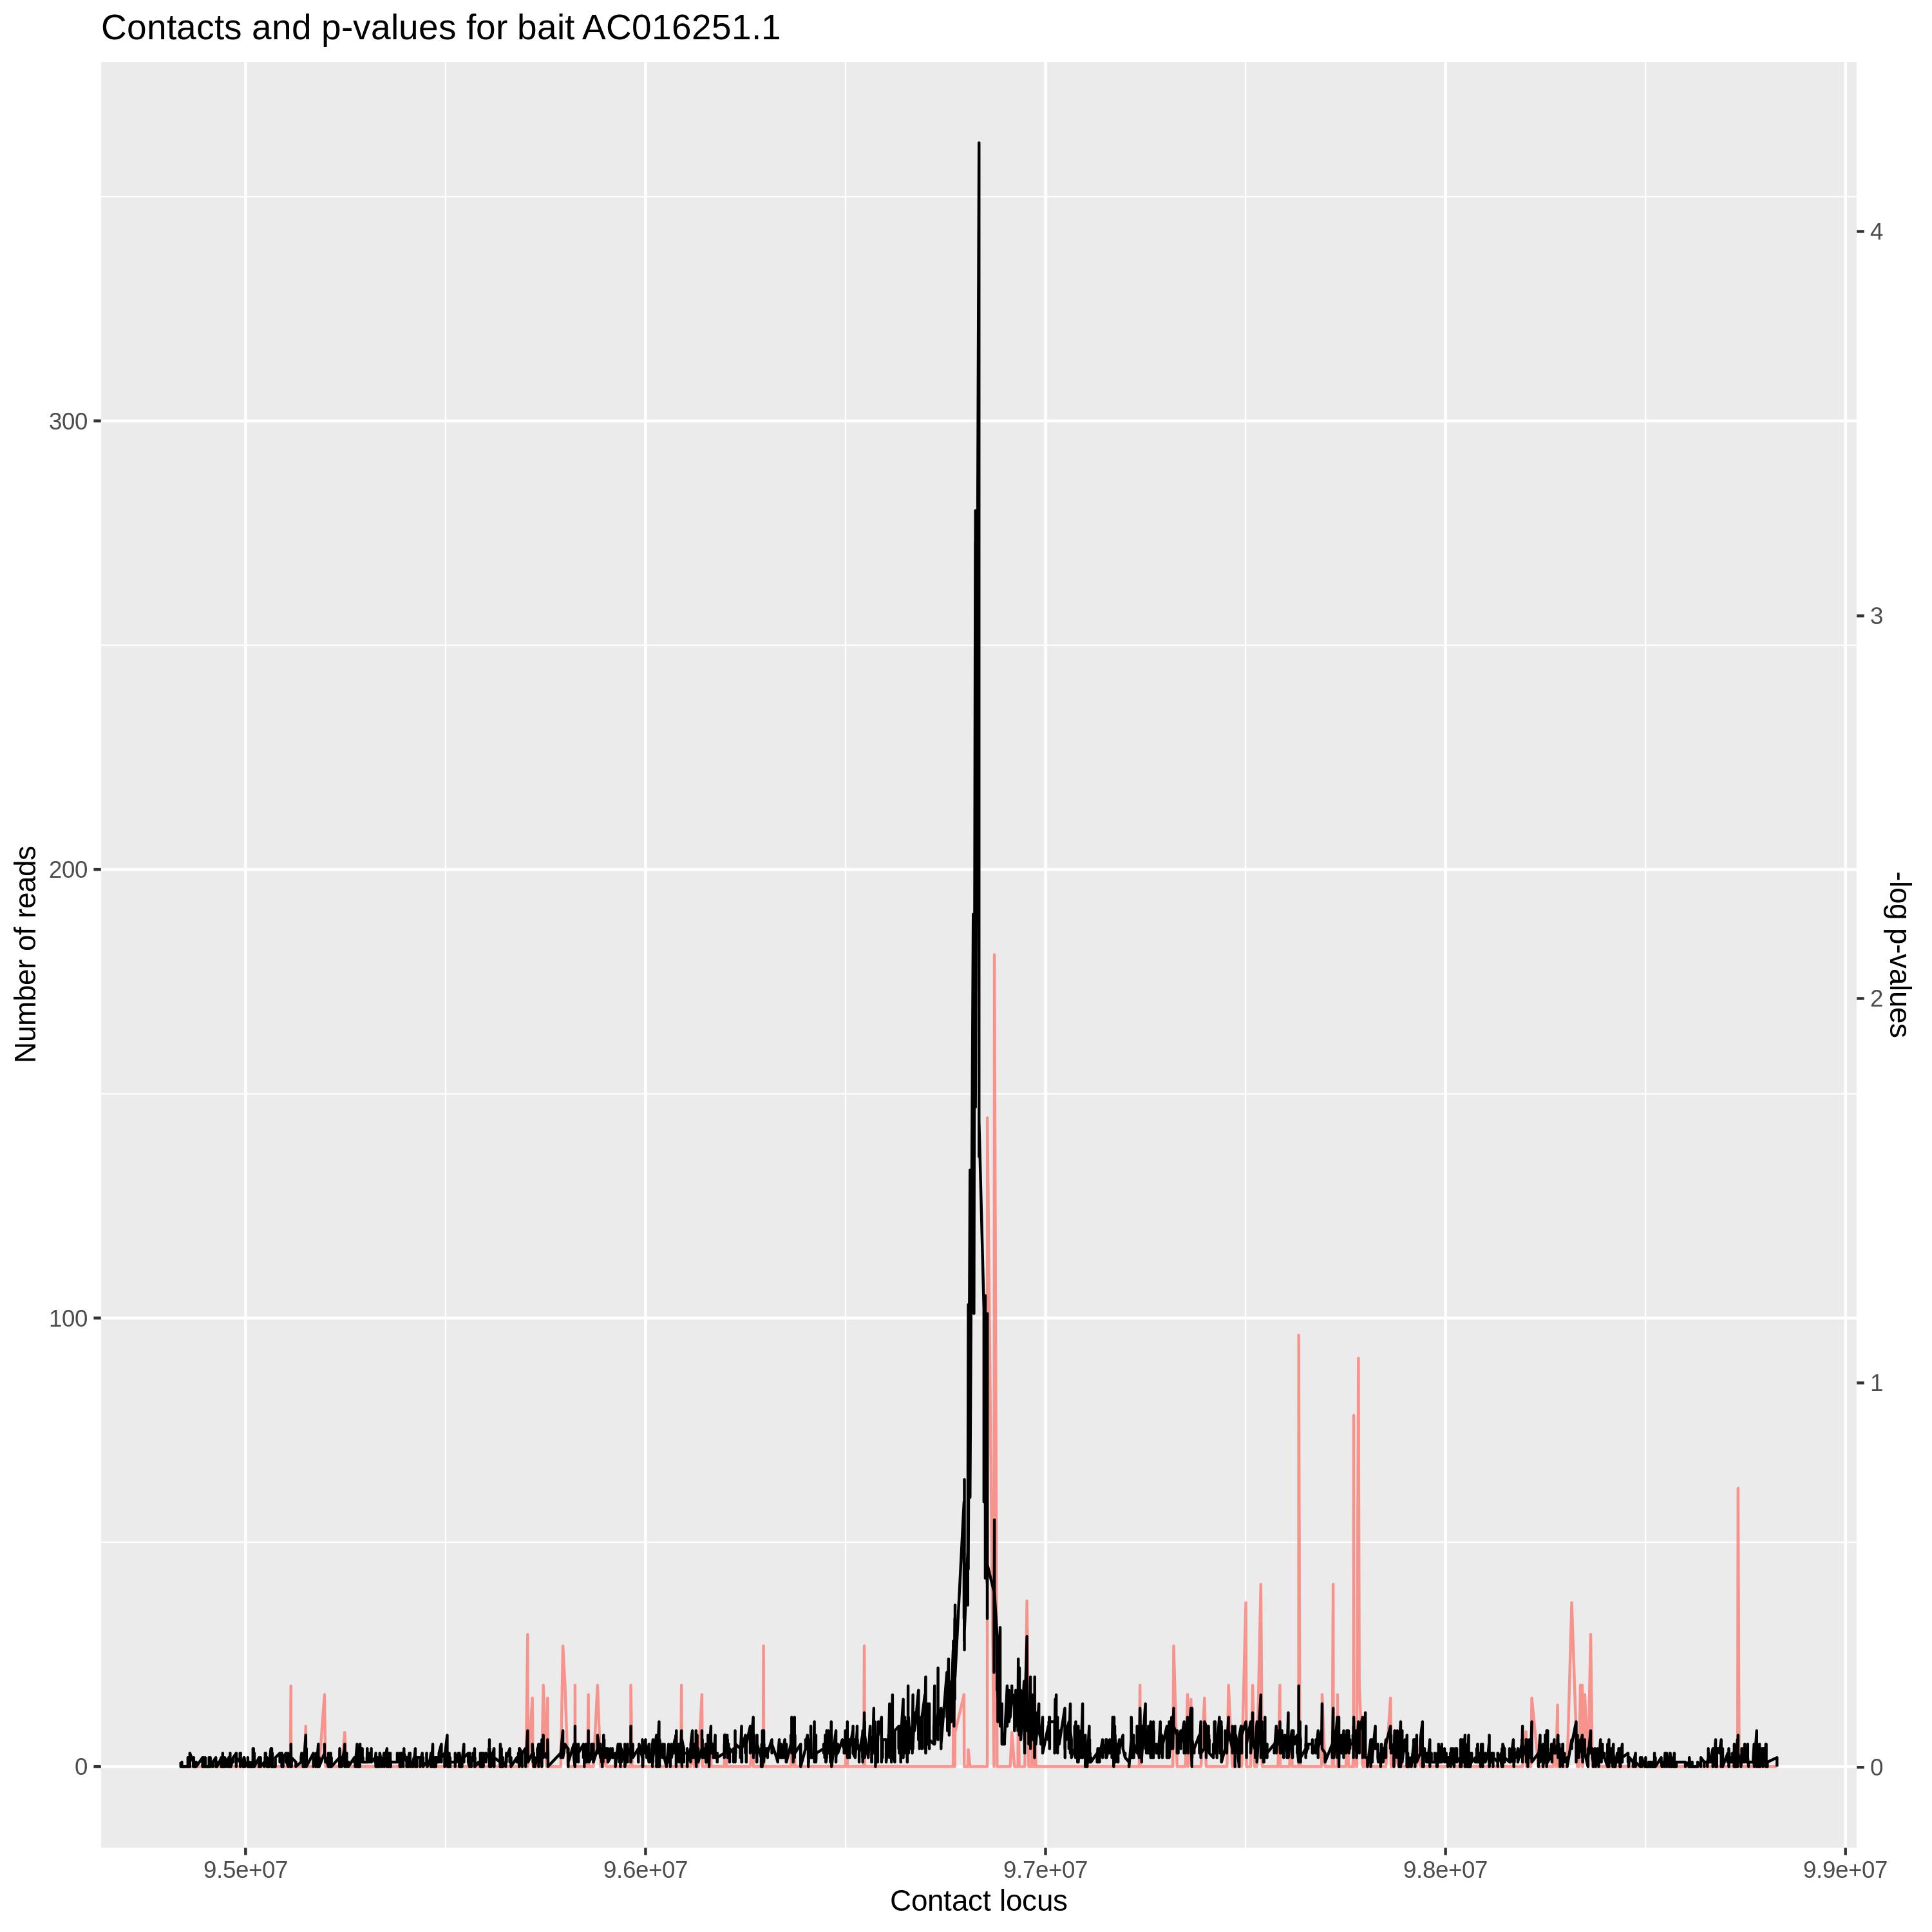 Contacts and p-values for bait AC016251.1
Number of reads
300
200
100
0
4
3
2
1
0
-log p-values
9.5e+07
9.6e+07
9.7e+07
9.8e+07
9.9e+07
Contact locus